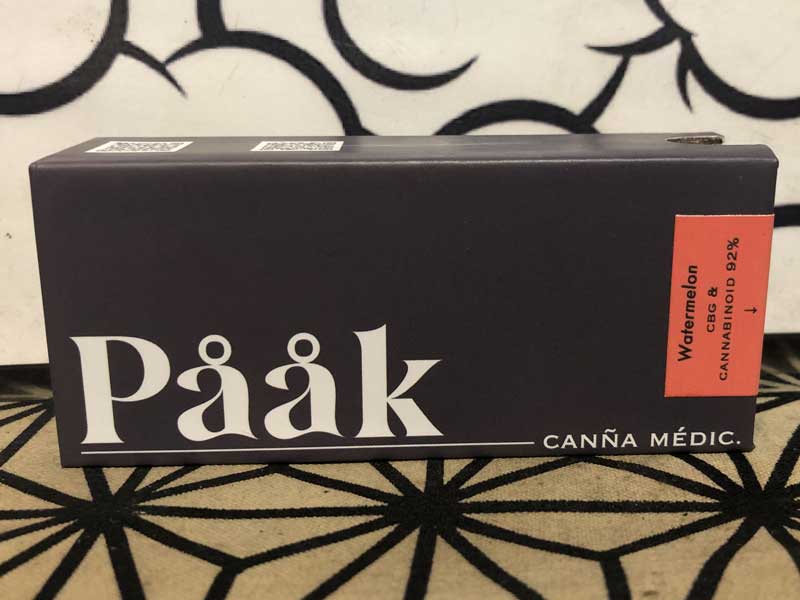 Pååk
CANÑA MÉDIC.
Watermelon
CBG &
CANNABINOID 92%
↓